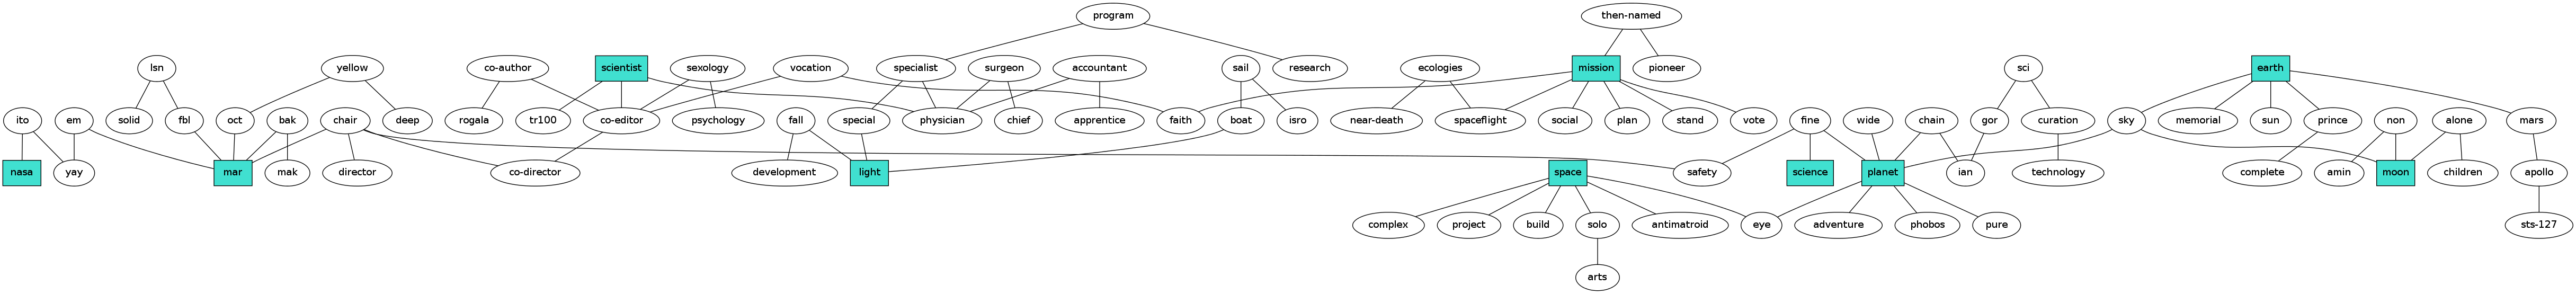 program then-named
lsn yellow co-author scientist sexology vocation specialist surgeon accountant sail research ecologies mission pioneer sci earth
ito em solid fbl oct bak chair deep rogala tr100 co-editor psychology fall special physician chief apprentice faith boat isro near-death spaceflight social plan stand vote fine wide chain gor curation sky memorial sun prince non alone mars
nasa yay mar mak director co-director development light space safety science planet ian technology complete amin moon children apollo
complex project build solo antimatroid eye adventure phobos pure sts-127
arts